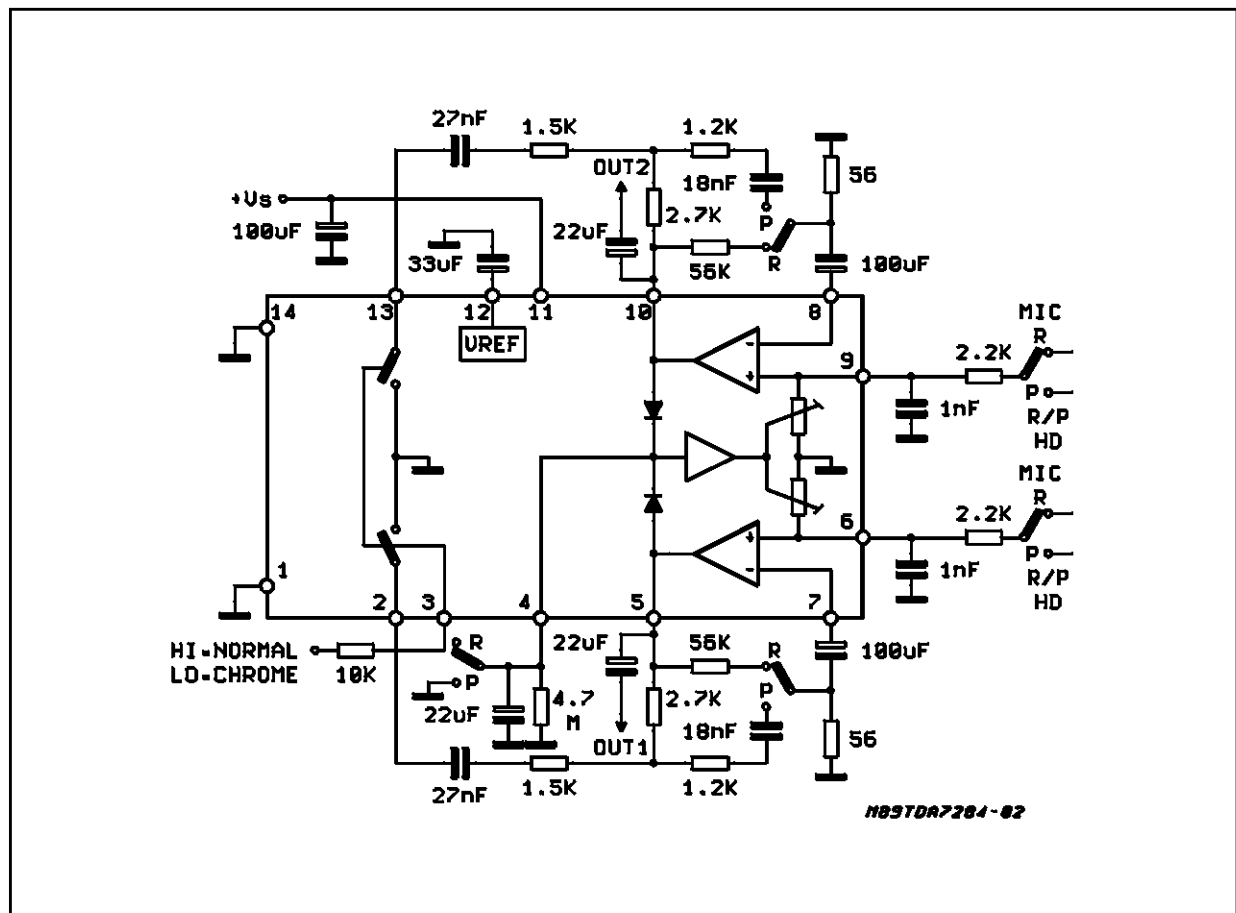 27nF
1.5K
1.2K
OUT2
18nF
56
+Vs
100uF
2.7K
22uF
P
33uF
56K
R
100uF
14
13
12
11
10
8
MIC
R
VREF
-
2.2K
9
+
P
1nF
R/P
HD
MIC
R
2.2K
6
+
P
-
1nF
R/P
HD
1
2
3
4
5
7
HI=NORMAL
LO=CHROME
10K
R
22uF
56K
R
100uF
P
P
22uF
4.7
M
2.7K
18nF
OUT1
56
27nF
1.5K
1.2K
M89TDA7284-02